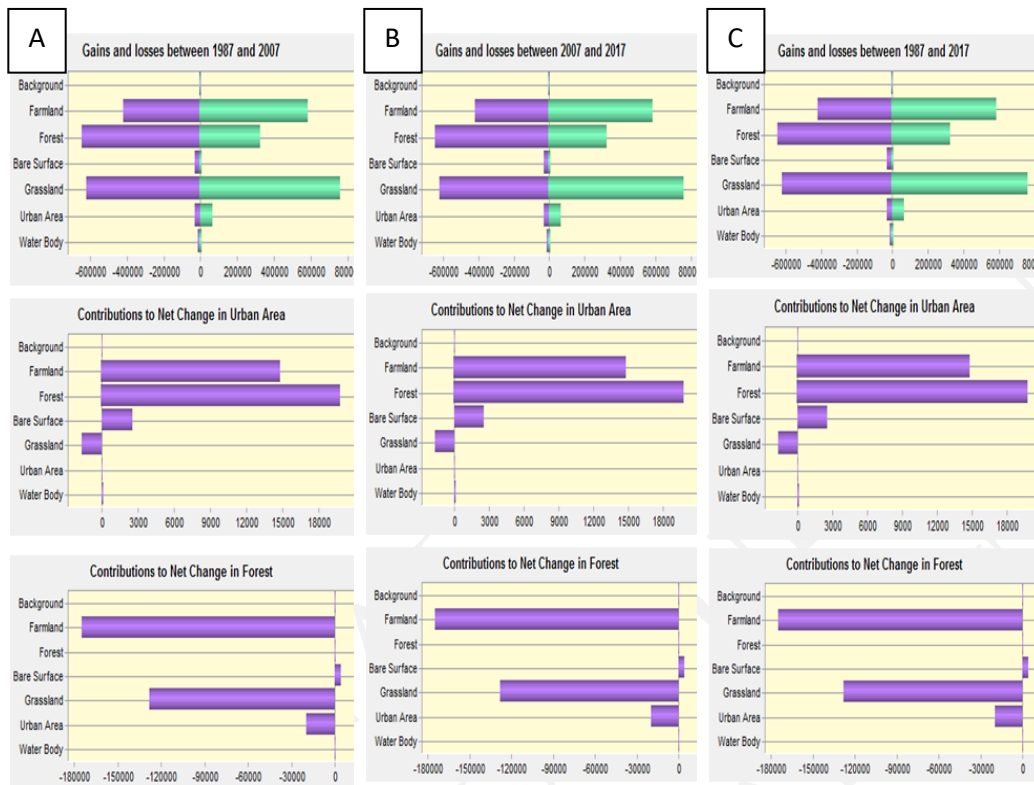 A
Gains and losses between 1987 and 2007
Background
Farmland
Forest
Bare Surface
Grassland
Urban Area
Water Body
-600000 -400000 -200000 0 200000 400000 600000 8000
Contributions to Net Change in Urban Area
Background
Farmland
Forest
Bare Surface
Grassland
Urban Area
Water Body
0 3000 6000 9000 12000 15000 18000
Contributions to Net Change in Forest
Background
Farmland
Forest
Bare Surface
Grassland
Urban Area
Water Body
-180000 -150000 -120000 -90000 -60000 -30000 0
B
Gains and losses between 2007 and 2017
Background
Farmland
Forest
Bare Surface
Grassland
Urban Area
Water Body
-600000 -400000 -200000 0 200000 400000 600000 8000
Contributions to Net Change in Urban Area
Background
Farmland
Forest
Bare Surface
Grassland
Urban Area
Water Body
0 3000 6000 9000 12000 15000 18000
Contributions to Net Change in Forest
Background
Farmland
Forest
Bare Surface
Grassland
Urban Area
Water Body
-180000 -150000 -120000 -90000 -60000 -30000 0
C
Gains and losses between 1987 and 2017
Background
Farmland
Forest
Bare Surface
Grassland
Urban Area
Water Body
-600000 -400000 -200000 0 200000 400000 600000
Contributions to Net Change in Urban Area
Background
Farmland
Forest
Bare Surface
Grassland
Urban Area
Water Body
0 3000 6000 9000 12000 15000 18000
Contributions to Net Change in Forest
Background
Farmland
Forest
Bare Surface
Grassland
Urban Area
Water Body
-180000 -150000 -120000 -90000 -60000 -30000 0